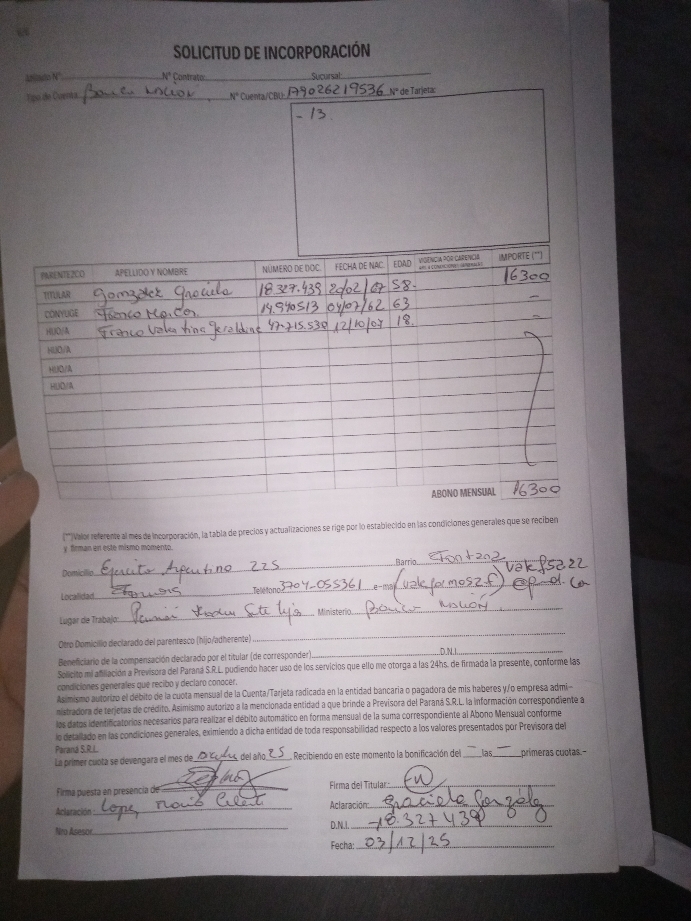 SOLICITUD DE INCORPORACIÓN
Afiliado N° N° Contrato: Sucursal:
Tipo de Cuenta: Banco Nación N° Cuenta/CBU: 179026219536 N° de Tarjeta:
- 13
PARENTEZCO APELLIDO Y NOMBRE NÚMERO DE DOC. FECHA DE NAC EDAD VIGENCIA POR CARENCIA IMPORTE (**)
TITULAR Gonzalez Graciela 18.327.439 20/02/67 58. 16300
CÓNYUGE Franco 14.940513 04/07/62 63 -
HIJO/A Franco Valentina Geraldine 47.715.538 12/10/07 18. -
HIJO/A
HIJO/A
HIJO/A
ABONO MENSUAL 16300
(**)Valor referente al mes de incorporación, la tabla de precios y actualizaciones se rige por lo establecido en las condiciones generales que se reciben
y firman en este mismo momento.
Domicilio Ejercito Argentino 225 Barrio Fontana
Localidad Formosa Teléfono 3704-055361 e-mail
Lugar de Trabajo: Ministerio Banco Nación
Otro Domicilio declarado del parentesco (hijo/adherente)
Beneficiario de la compensación declarado por el titular (de corresponder) D.N.I.
Solicito mi afiliación a Previsora del Paraná S.R.L. pudiendo hacer uso de los servicios que ello me otorga a las 24hs. de firmada la presente, conforme las
condiciones generales que recibo y declaro conocer.
Asimismo autorizo el débito de la cuota mensual de la Cuenta/Tarjeta radicada en la entidad bancaria o pagadora de mis haberes y/o empresa admi-
nistradora de terjetas de crédito. Asimismo autorizo a la mencionada entidad a que brinde a Previsora del Paraná S.R.L. la información correspondiente a
los datos identificatorios necesarios para realizar el débito automático en forma mensual de la suma correspondiente al Abono Mensual conforme
lo detallado en las condiciones generales, eximiendo a dicha entidad de toda responsabilidad respecto a los valores presentados por Previsora del
Paraná S.R.L.
La primer cuota se devengara el mes de del año 25 Recibiendo en este momento la bonificación del - las - primeras cuotas.-
Firma puesta en presencia de Firma del Titular:
Aclaración: Lopez Aclaración: Graciela Gonzalez
Nro Asesor D.N.I. 18.327439
Fecha: 03/12/25